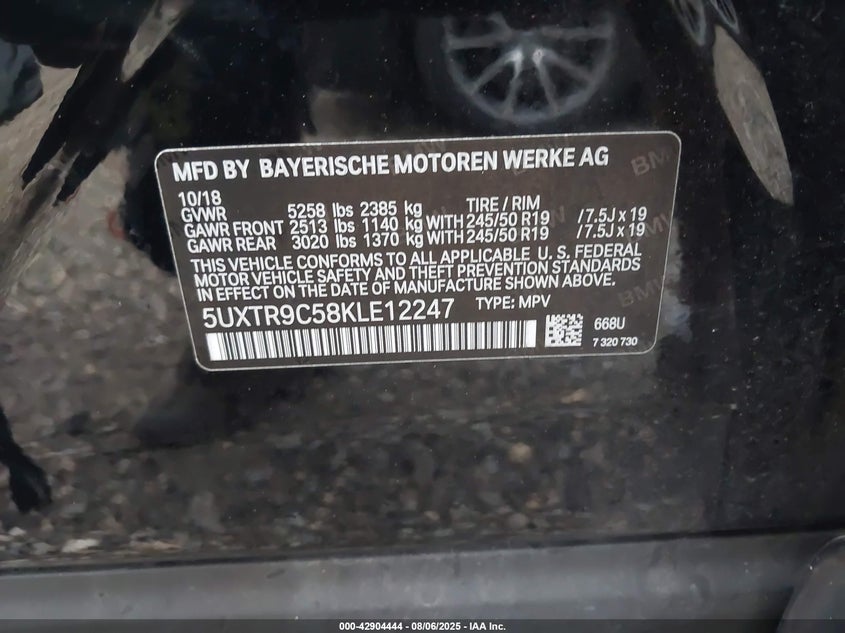 MFD BY BAYERISCHE MOTOREN WERKE AG
10/18 TIRE / RIM
GVWR 5258 lbs 2385 kg
GAWR FRONT 2513 lbs 1140 kg WITH 245/50 R19 /7.5J x 19
GAWR REAR 3020 lbs 1370 kg WITH 245/50 R19 /7.5J x 19
THIS VEHICLE CONFORMS TO ALL APPLICABLE U. S. FEDERAL
MOTOR VEHICLE SAFETY AND THEFT PREVENTION STANDARDS
IN EFFECT ON THE DATE OF MANUFACTURE SHOWN ABOVE.
5UXTR9C58KLE12247 TYPE: MPV
668U
7 320 730
BMW
BMW
BMW
000-42904444 - 08/06/2025 - IAA Inc.